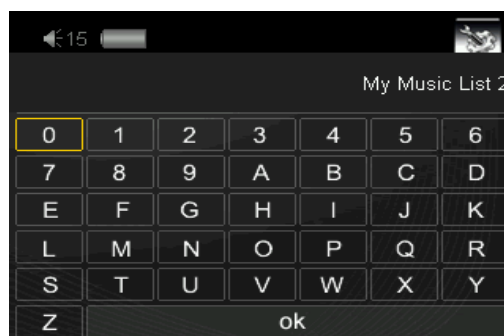 15
My Music List 2
0 1 2 3 4 5 6
7 8 9 A B C D
E F G H I J K
L M N O P Q R
S T U V W X Y
Z ok